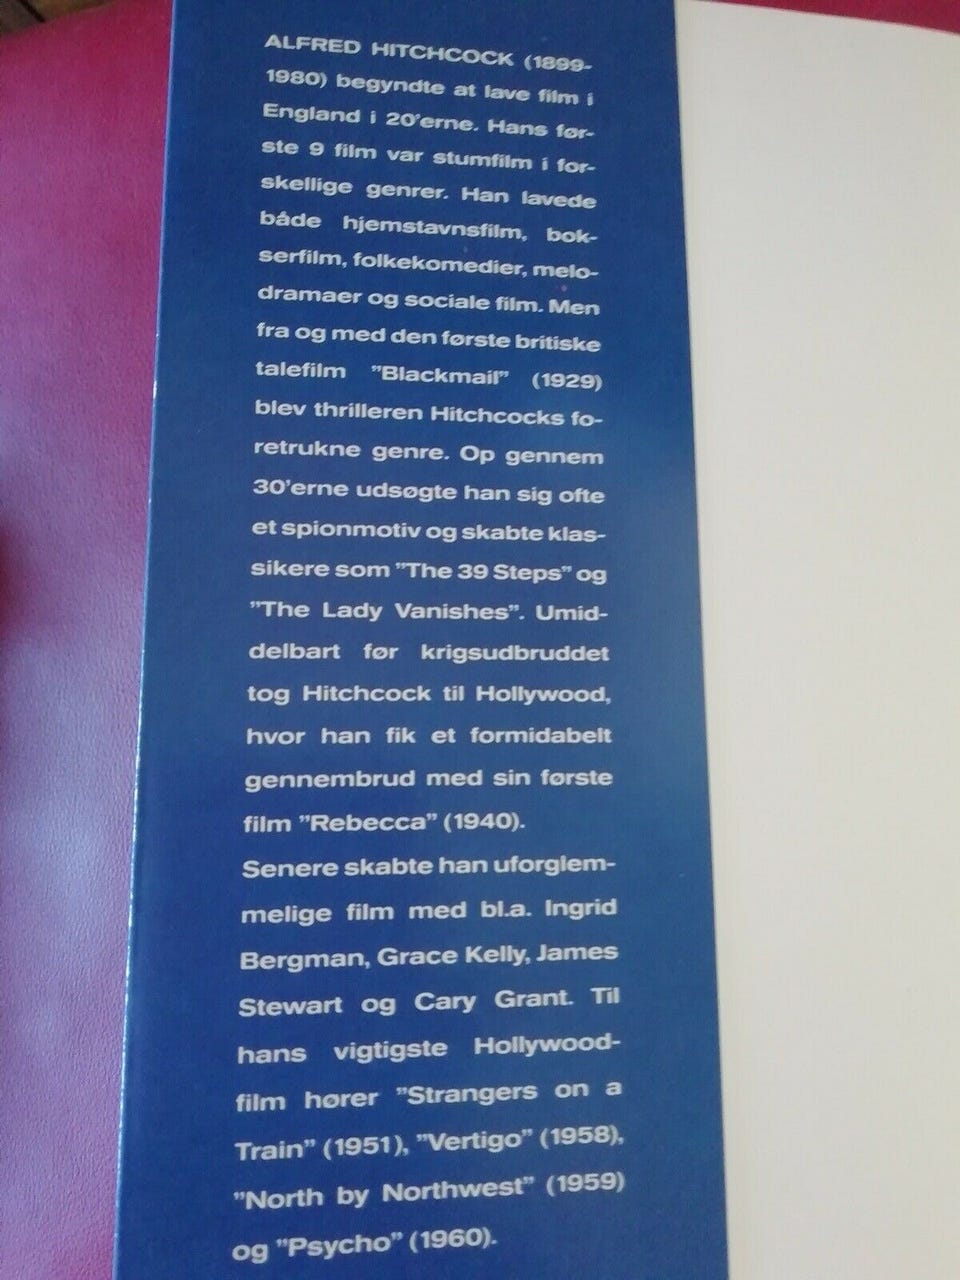 ALFRED HITCHCOCK (1899-
1980) begyndte at lave film i
England i 20'erne. Hans før-
ste 9 film var stumfilm i for-
skellige genrer. Han lavede
både hjemstavnsfilm, bok-
serfilm, folkekomedier, melo-
dramaer og sociale film. Men
fra og med den første britiske
talefilm ”Blackmail” (1929)
blev thrilleren Hitchcocks fo-
retrukne genre. Op gennem
30'erne udsøgte han sig ofte
et spionmotiv og skabte klas-
sikere som ”The 39 Steps” og
”The Lady Vanishes”. Umid-
delbart før krigsudbruddet
tog Hitchcock til Hollywood,
hvor han fik et formidabelt
gennembrud med sin første
film ”Rebecca” (1940).
Senere skabte han uforglem-
melige film med bl.a. Ingrid
Bergman, Grace Kelly, James
Stewart og Cary Grant. Til
hans vigtigste Hollywood-
film hører ”Strangers on a
Train” (1951), ”Vertigo” (1958),
”North by Northwest” (1959)
og ”Psycho” (1960).